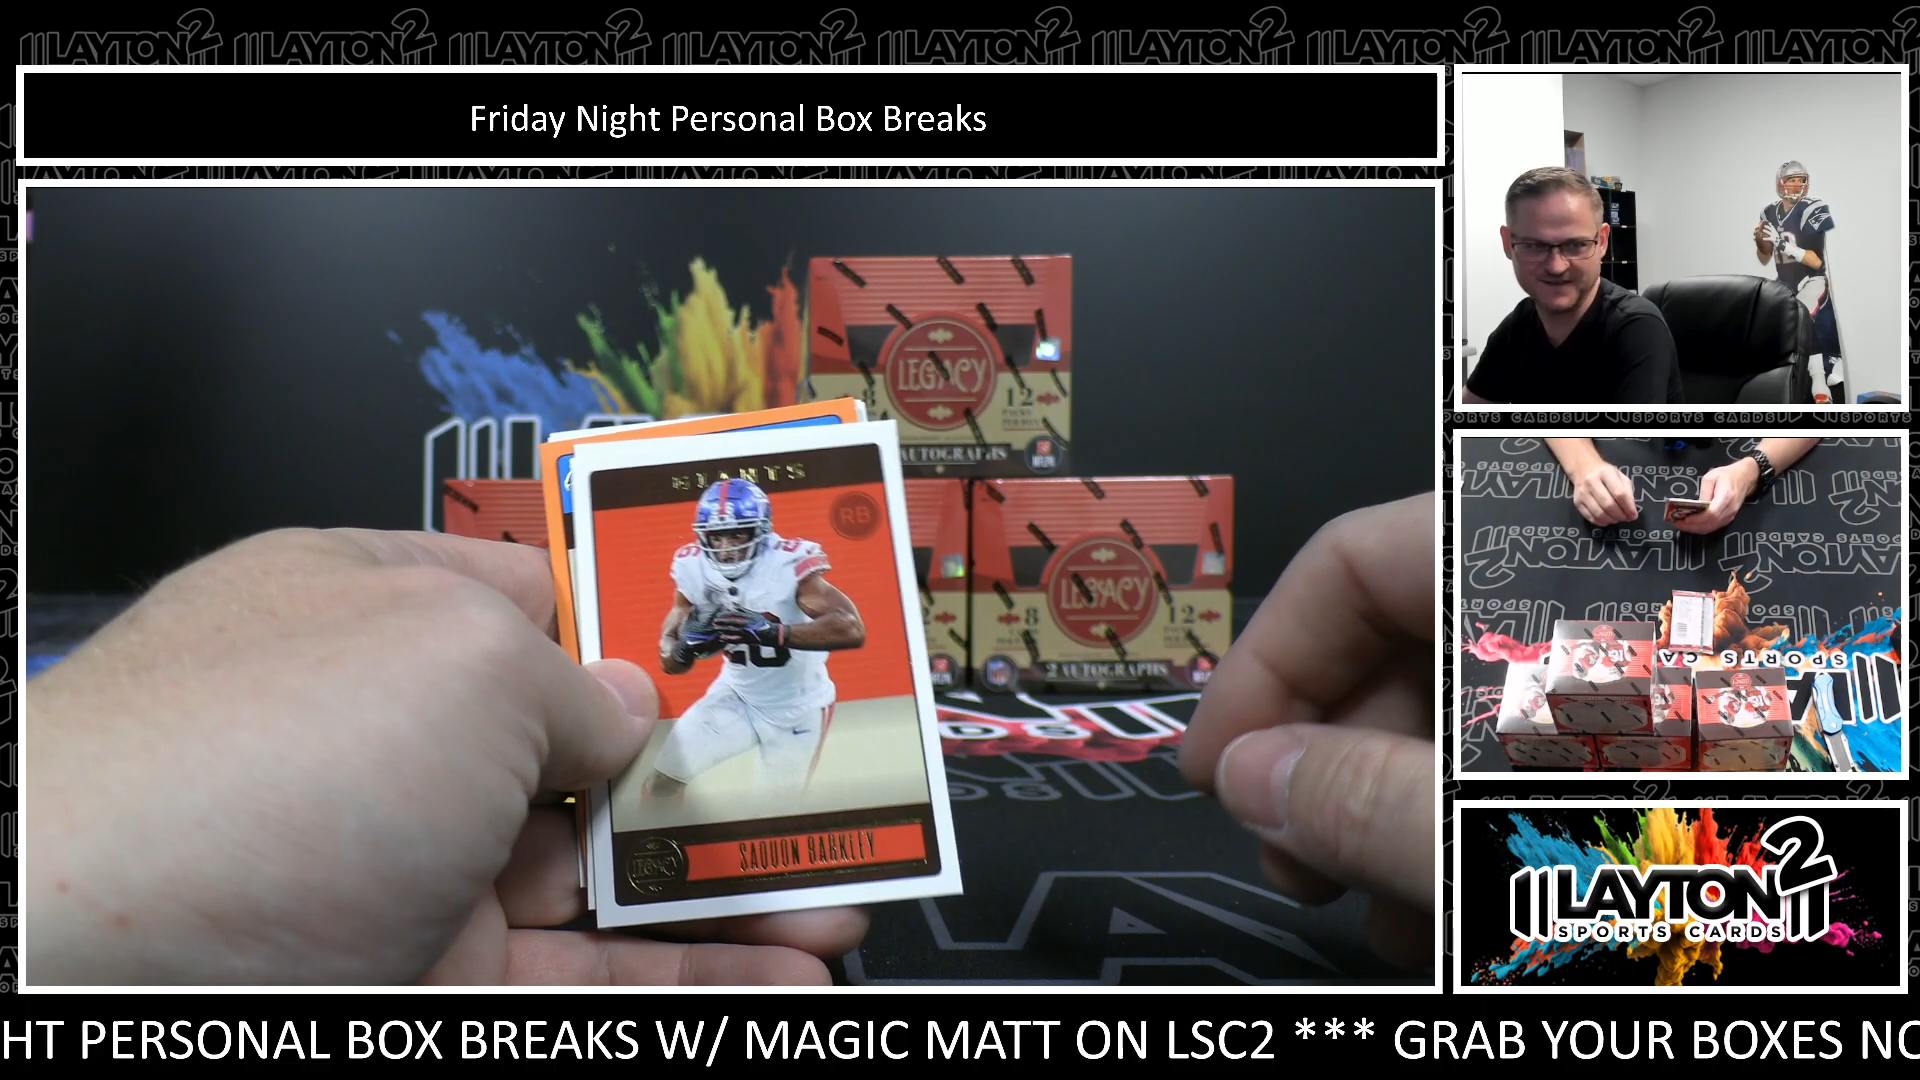 Friday Night Personal Box Breaks
LEGACY
12
AUTOGRAPHS
GIANTS
RB
LEGACY
8
12
2 AUTOGRAPHS
LEGACY
SAQUON BARKLEY
LAYTON 2
SPORTS CARDS
HT PERSONAL BOX BREAKS W/ MAGIC MATT ON LSC2 *** GRAB YOUR BOXES NO